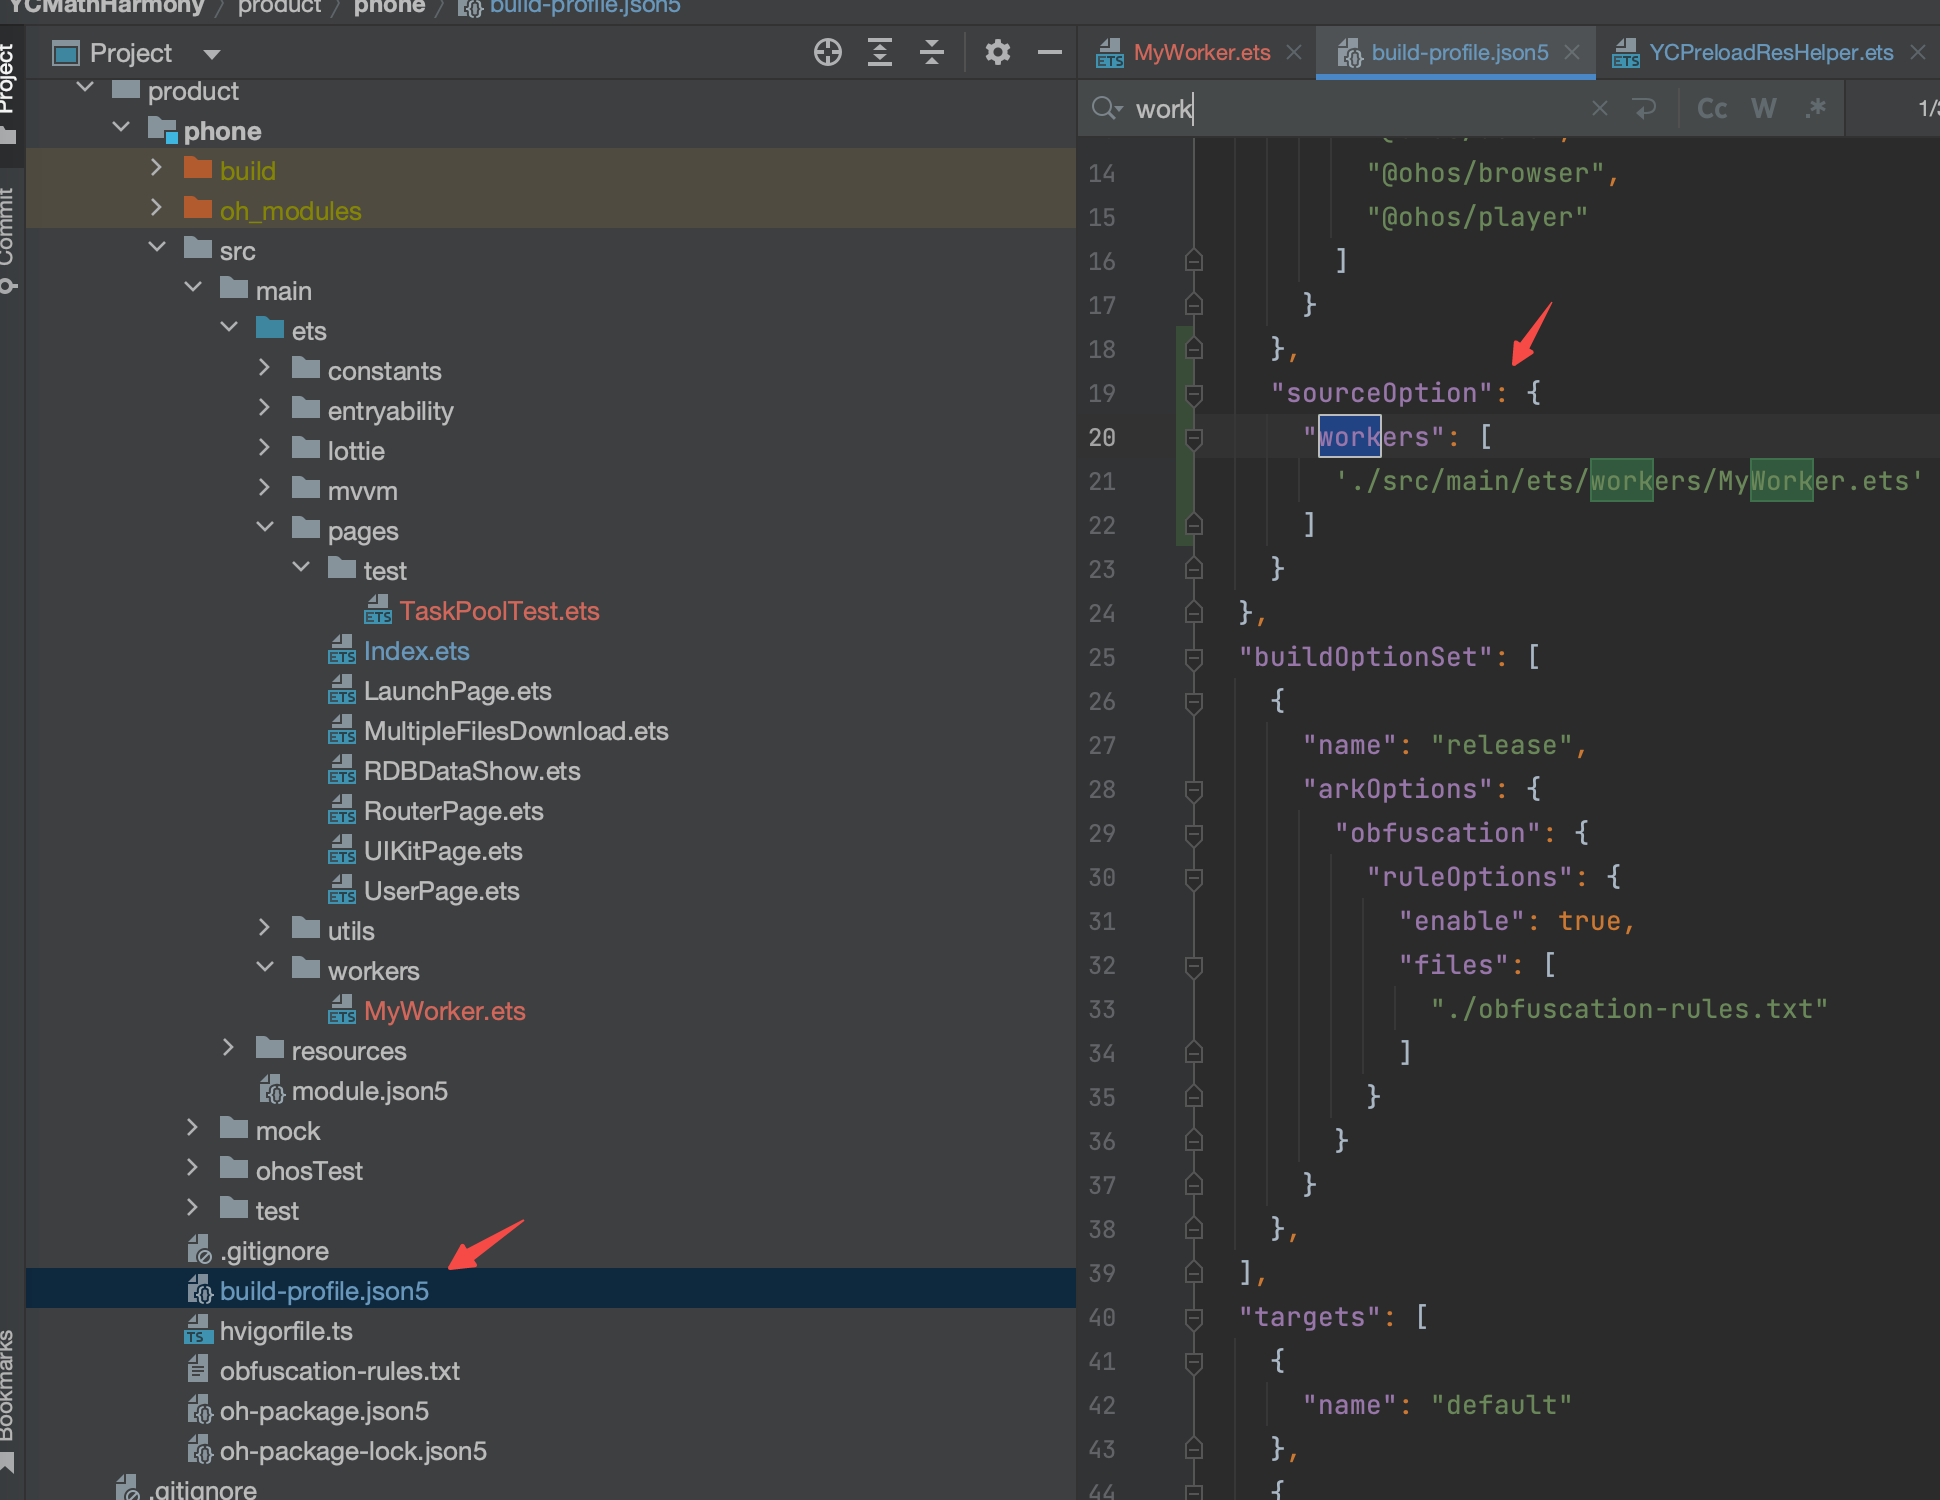 YCMathHarmony
product
phone
build-profile.json5
Project
Commit
Bookmarks
Project
product
phone
build
oh_modules
src
main
ets
constants
entryability
lottie
mvvm
pages
test
TaskPoolTest.ets
Index.ets
LaunchPage.ets
MultipleFilesDownload.ets
RDBDataShow.ets
RouterPage.ets
UIKitPage.ets
UserPage.ets
utils
workers
MyWorker.ets
resources
module.json5
mock
ohosTest
test
.gitignore
build-profile.json5
hvigorfile.ts
obfuscation-rules.txt
oh-package.json5
oh-package-lock.json5
.gitignore
MyWorker.ets
build-profile.json5
YCPreloadResHelper.ets
work
Cc W .*
14 "@ohos/browser",
15 "@ohos/player"
16 ]
17 }
18 },
19 "sourceOption": {
20 "workers": [
21 './src/main/ets/workers/MyWorker.ets'
22 ]
23 }
24 },
25 "buildOptionSet": [
26 {
27 "name": "release",
28 "arkOptions": {
29 "obfuscation": {
30 "ruleOptions": {
31 "enable": true,
32 "files": [
33 "./obfuscation-rules.txt"
34 ]
35 }
36 }
37 }
38 },
39 ],
40 "targets": [
41 {
42 "name": "default"
43 },
44 {